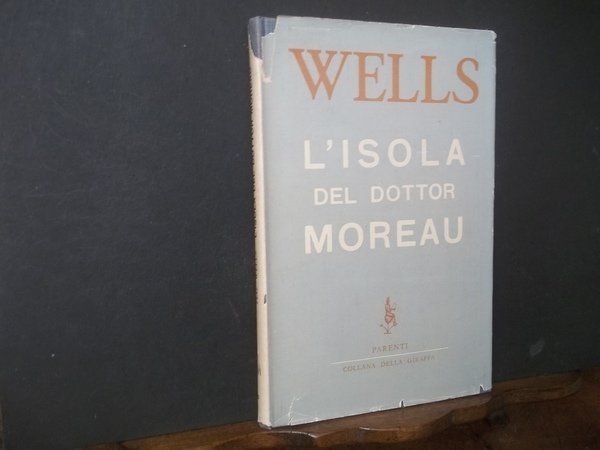 WELLS
L'ISOLA
DEL DOTTOR
MOREAU
PARENTI
COLLANA DELLA GIRAFFA